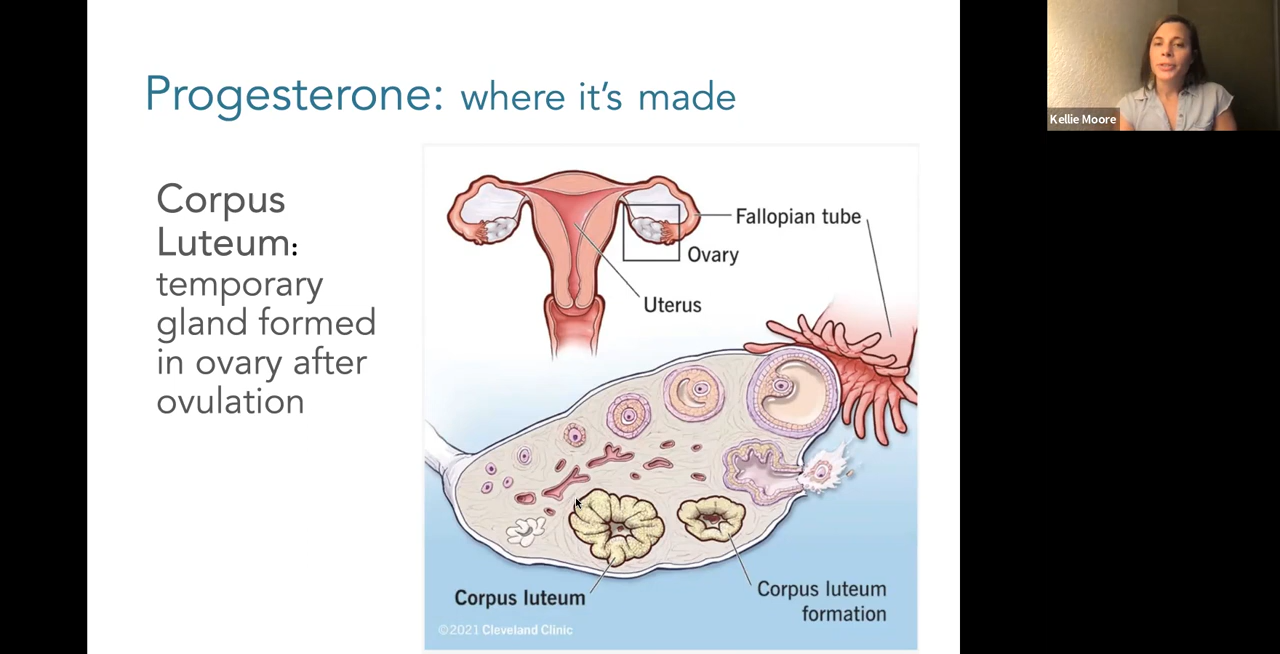 Progesterone: where it's made
Corpus
Luteum:
temporary
gland formed
in ovary after
ovulation
Fallopian tube
Ovary
Uterus
Corpus luteum
Corpus luteum
formation
©2021 Cleveland Clinic
Kellie Moore